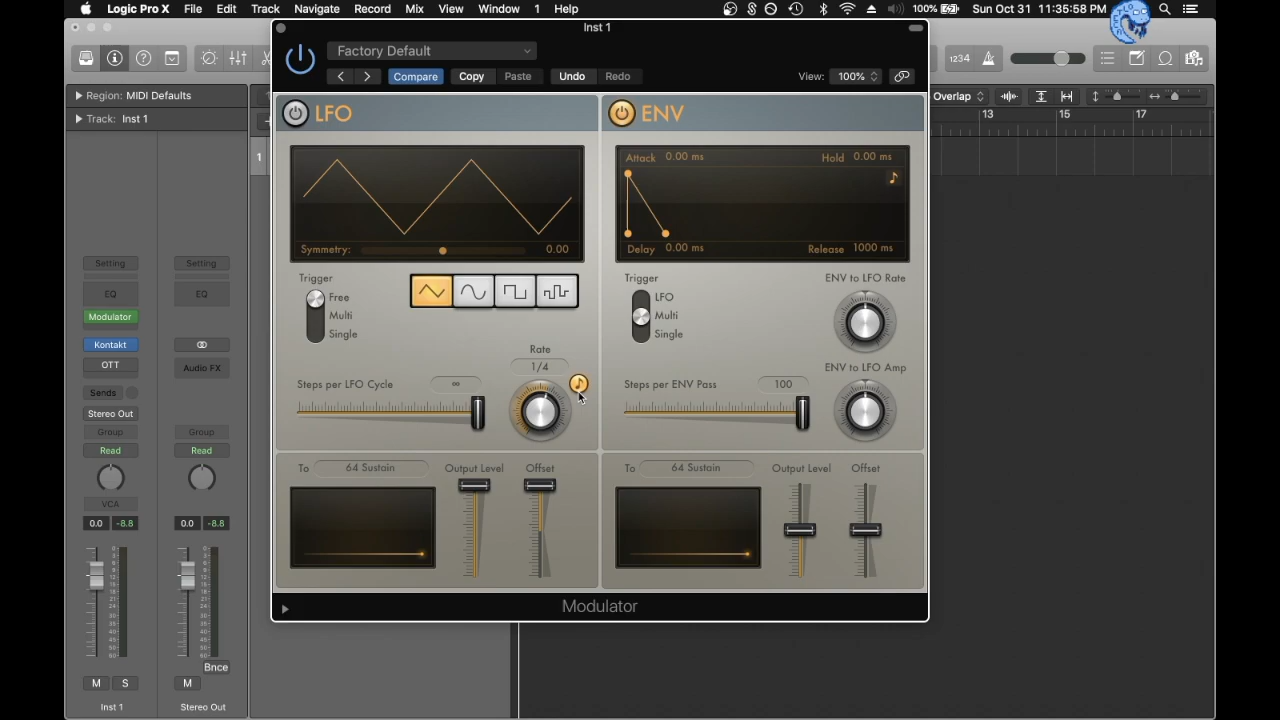 Logic Pro X File Edit Track Navigate Record Mix View Window 1 Help 100% Sun Oct 31 11:35:58 PM
Inst 1
Factory Default
Compare Copy Paste Undo Redo View: 100%
1234
Region: MIDI Defaults
Track: Inst 1
Overlap
13 15 17
1
LFO
ENV
Attack 0.00 ms Hold 0.00 ms
Symmetry: 0.00
Delay 0.00 ms Release 1000 ms
Trigger
Free
Multi
Single
Trigger
LFO
Multi
Single
ENV to LFO Rate
Rate
1/4
ENV to LFO Amp
Steps per LFO Cycle ∞
Steps per ENV Pass 100
To 64 Sustain Output Level Offset
To 64 Sustain Output Level Offset
Modulator
Setting Setting
EQ EQ
Modulator
Kontakt
OTT Audio FX
Sends
Stereo Out
Group Group
Read Read
VCA
0.0 -8.8 0.0 -8.8
Bnce
M S M
Inst 1 Stereo Out